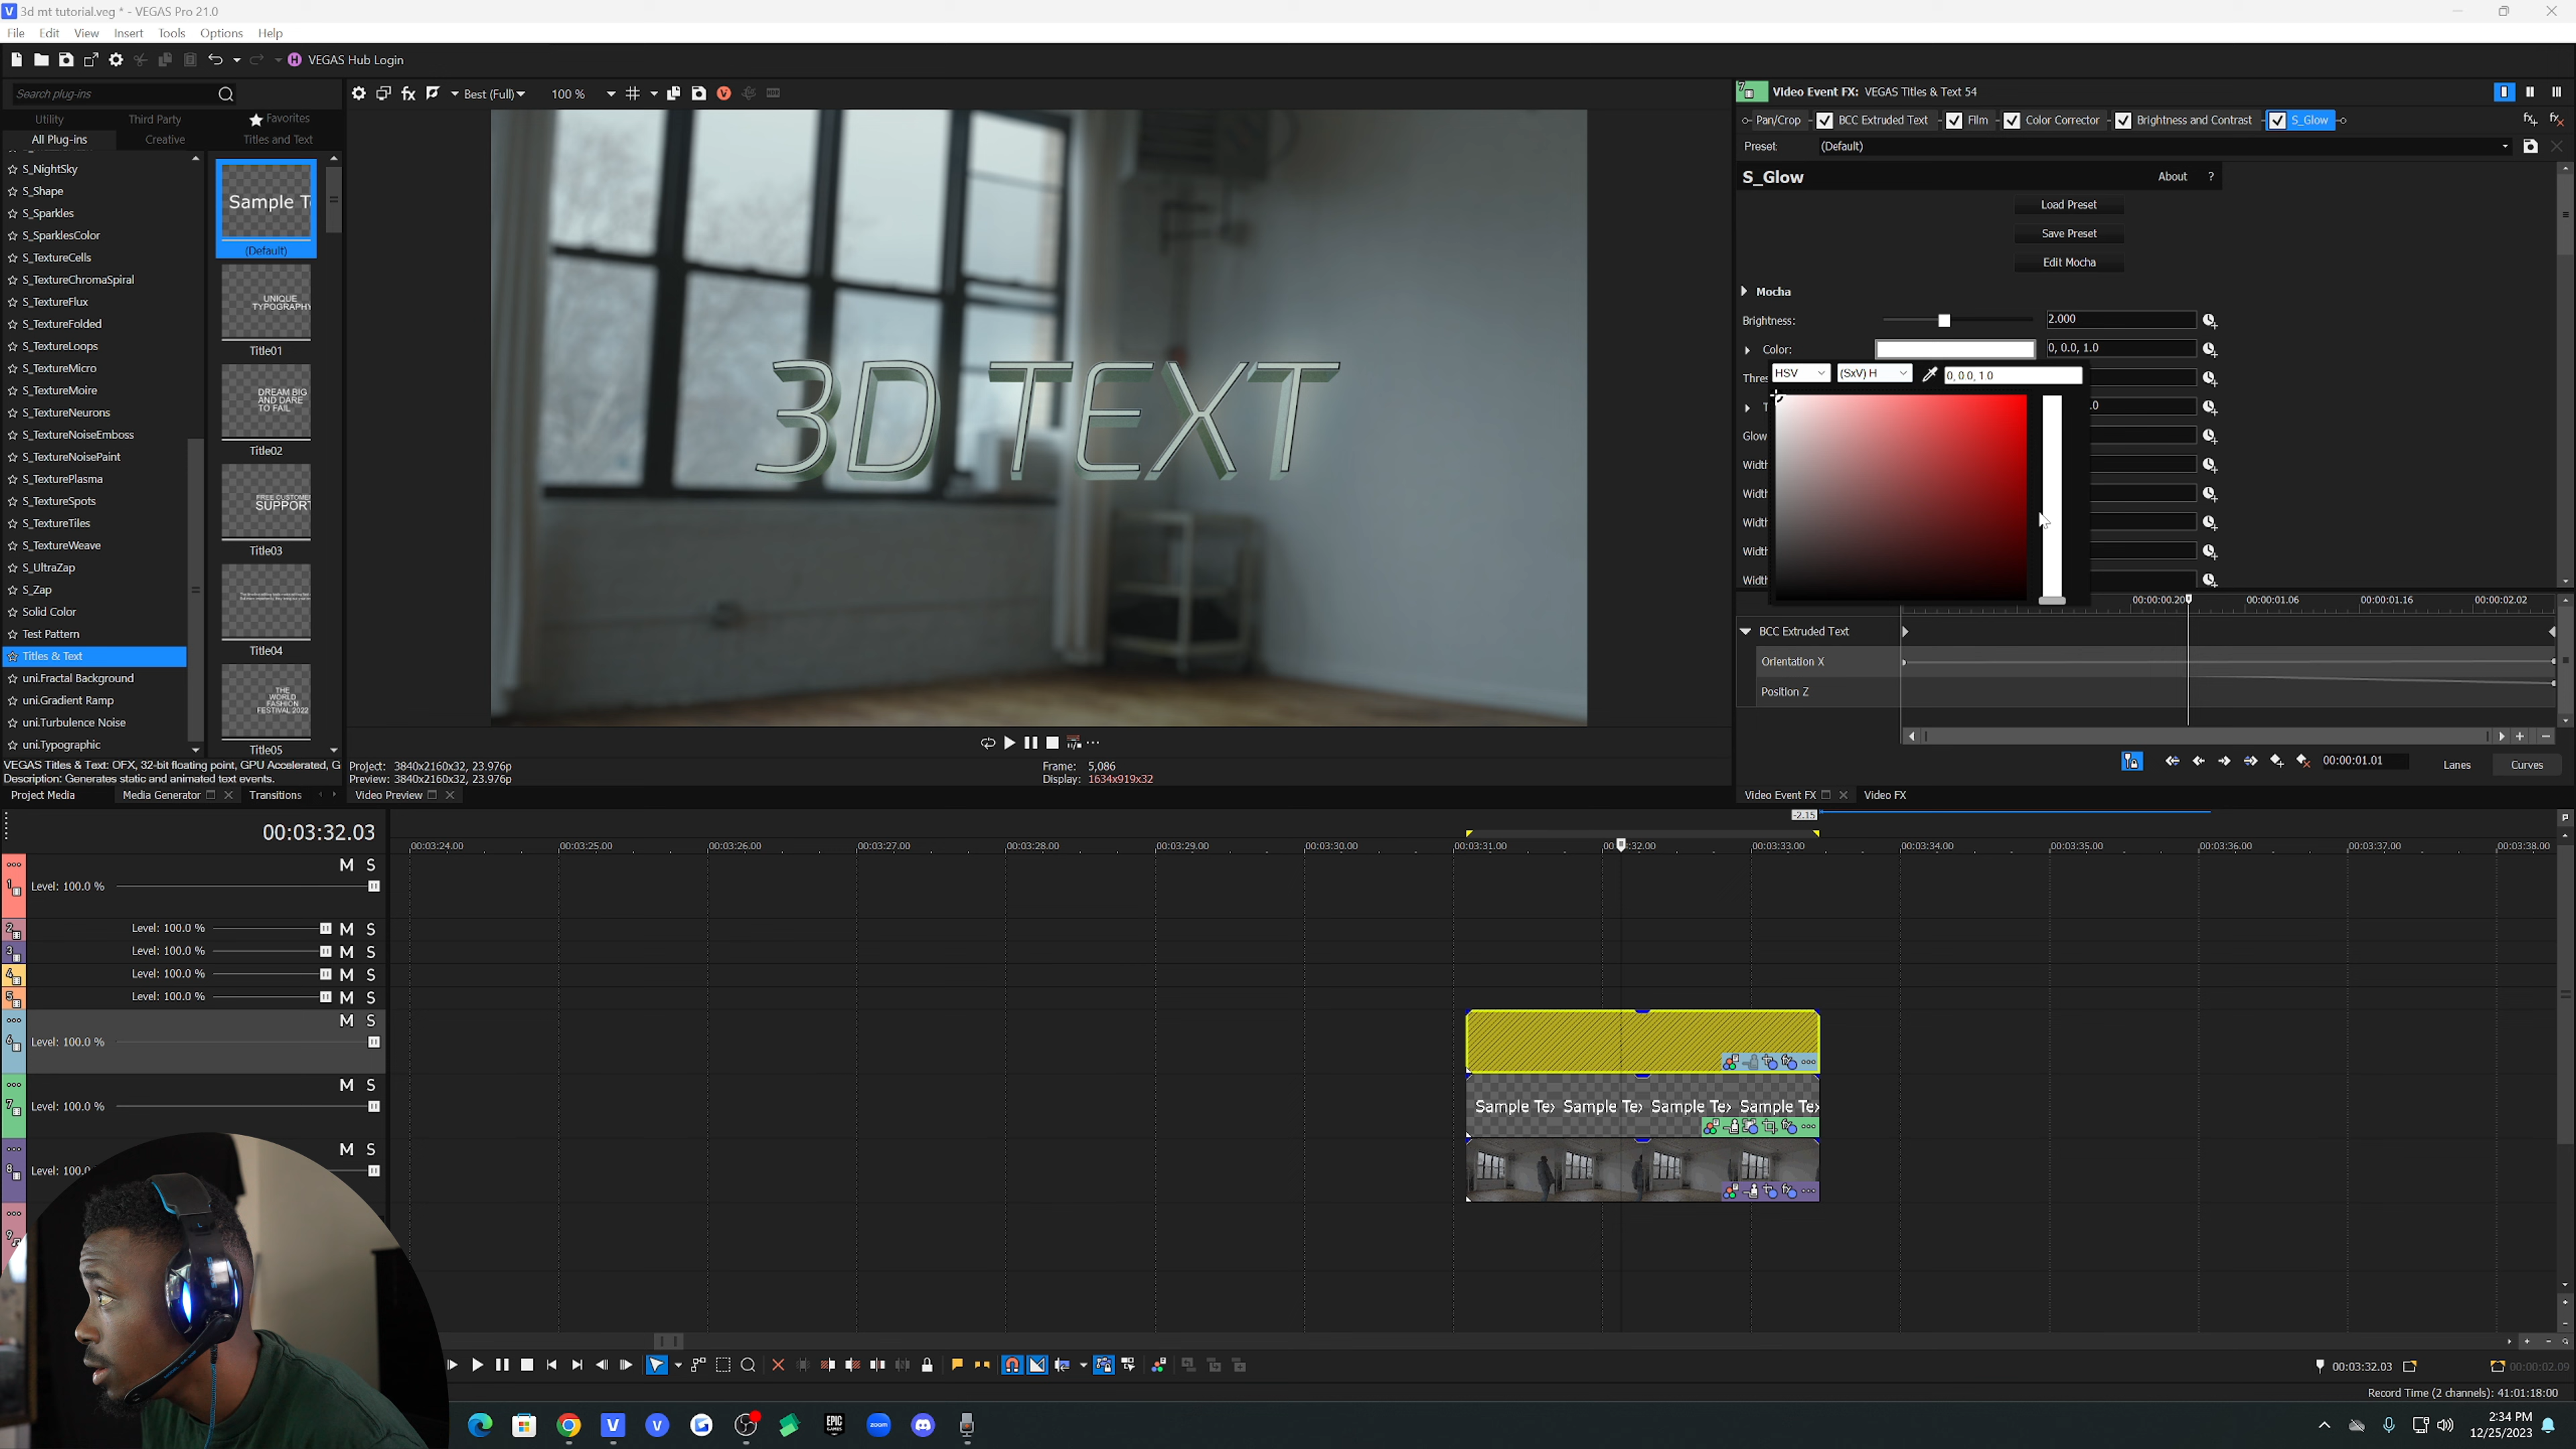 3d mt tutorial.veg * - VEGAS Pro 21.0
File Edit View Insert Tools Options Help
VEGAS Hub Login
Search plug-ins
Utility Third Party Favorites
All Plug-ins Creative Titles and Text
S_NightSky
S_Shape
S_Sparkles
S_SparklesColor
S_TextureCells
S_TextureChromaSpiral
S_TextureFlux
S_TextureFolded
S_TextureLoops
S_TextureMicro
S_TextureMoire
S_TextureNeurons
S_TextureNoiseEmboss
S_TextureNoisePaint
S_TexturePlasma
S_TextureSpots
S_TextureTiles
S_TextureWeave
S_UltraZap
S_Zap
Solid Color
Test Pattern
Titles & Text
uni.Fractal Background
uni.Gradient Ramp
uni.Turbulence Noise
uni.Typographic
Sample T
(Default)
UNIQUE
TYPOGRAPHY
Title01
DREAM BIG
AND DARE
TO FAIL
Title02
FREE CUSTOMER
SUPPORT
Title03
Title04
THE
WORLD
FASHION
FESTIVAL 2022
Title05
VEGAS Titles & Text: OFX, 32-bit floating point, GPU Accelerated, G
Description: Generates static and animated text events.
Project Media Media Generator Transitions
Best (Full) 100 %
3D TEXT
Project: 3840x2160x32, 23.976p
Preview: 3840x2160x32, 23.976p
Frame: 5,086
Display: 1634x919x32
Video Preview
7
Video Event FX: VEGAS Titles & Text 54
Pan/Crop BCC Extruded Text Film Color Corrector Brightness and Contrast S_Glow
Preset: (Default)
S_Glow About ?
Load Preset
Save Preset
Edit Mocha
Mocha
Brightness: 2.000
Color: 0, 0.0, 1.0
Thres
HSV (SxV) H 0, 0.0, 1.0
T .0
Glow
Width
Width
Width
Width
Width
00:00:00.20 00:00:01.06 00:00:01.16 00:00:02.02
BCC Extruded Text
Orientation X
Position Z
00:00:01.01 Lanes Curves
Video Event FX Video FX
-2.15
00:03:32.03
00:03:24.00 00:03:25.00 00:03:26.00 00:03:27.00 00:03:28.00 00:03:29.00 00:03:30.00 00:03:31.00 00: :32.00 00:03:33.00 00:03:34.00 00:03:35.00 00:03:36.00 00:03:37.00 00:03:38.00
M S
1 Level: 100.0 %
2 Level: 100.0 % M S
3 Level: 100.0 % M S
4 Level: 100.0 % M S
5 Level: 100.0 % M S
M S
6 Level: 100.0 %
M S
7 Level: 100.0 %
Sample Te Sample Te Sample Te Sample Tex
M S
8 Level: 100.0
9
00:03:32.03 00:00:02.09
Record Time (2 channels): 41:01:18:00
EPIC
GAMES
zoom
2:34 PM
12/25/2023